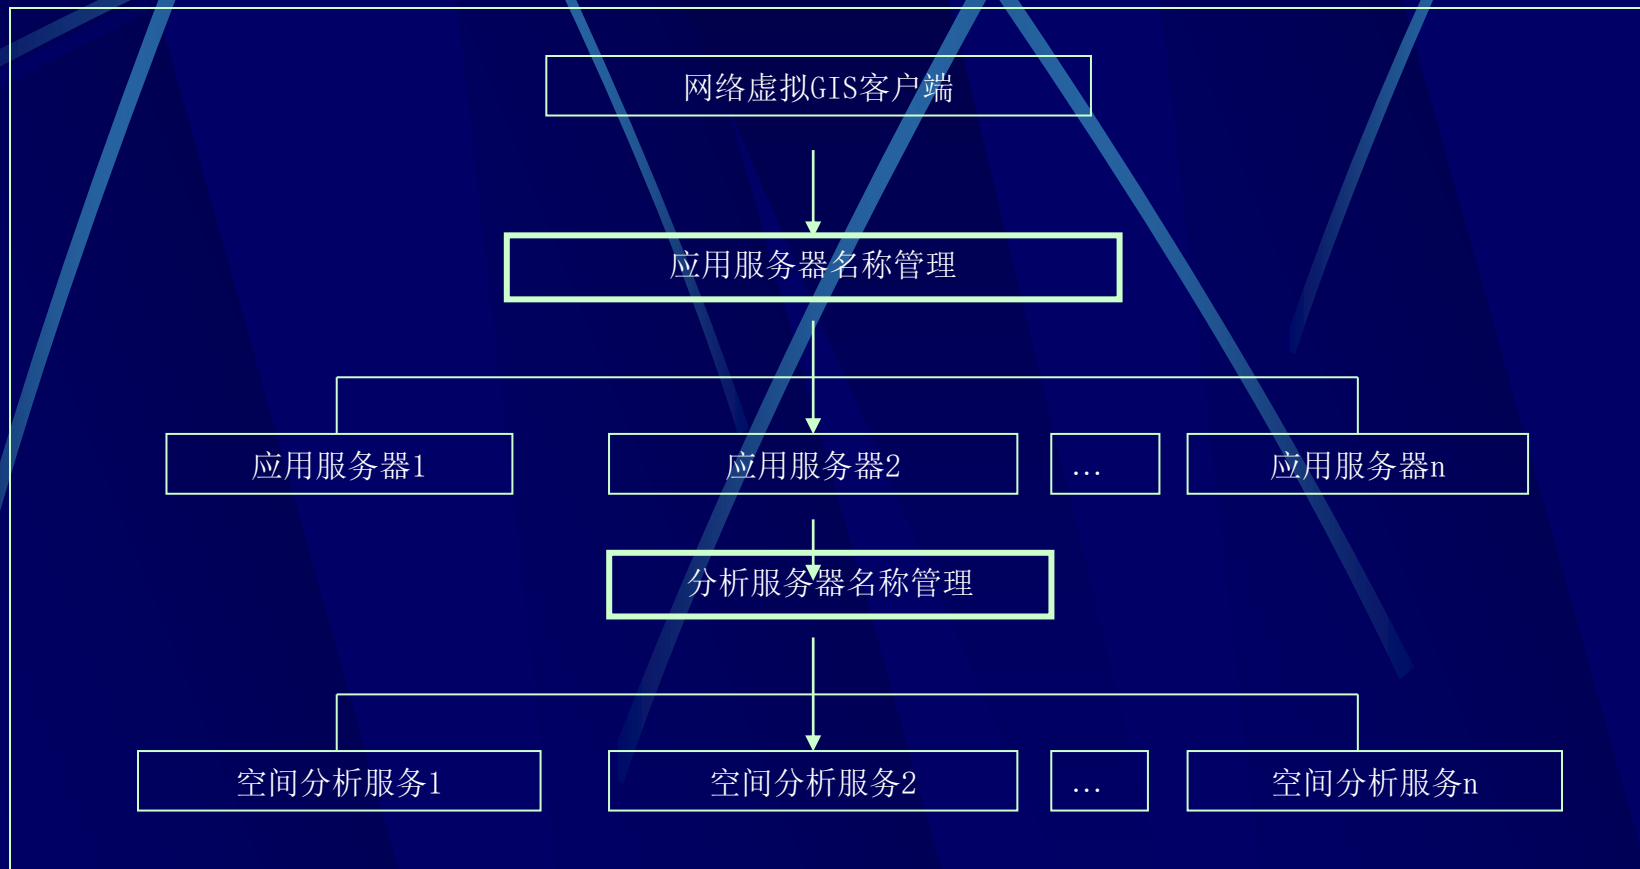 网络虚拟GIS客户端
应用服务器名称管理
应用服务器1
应用服务器2
...
应用服务器n
分析服务器名称管理
空间分析服务1
空间分析服务2
...
空间分析服务n